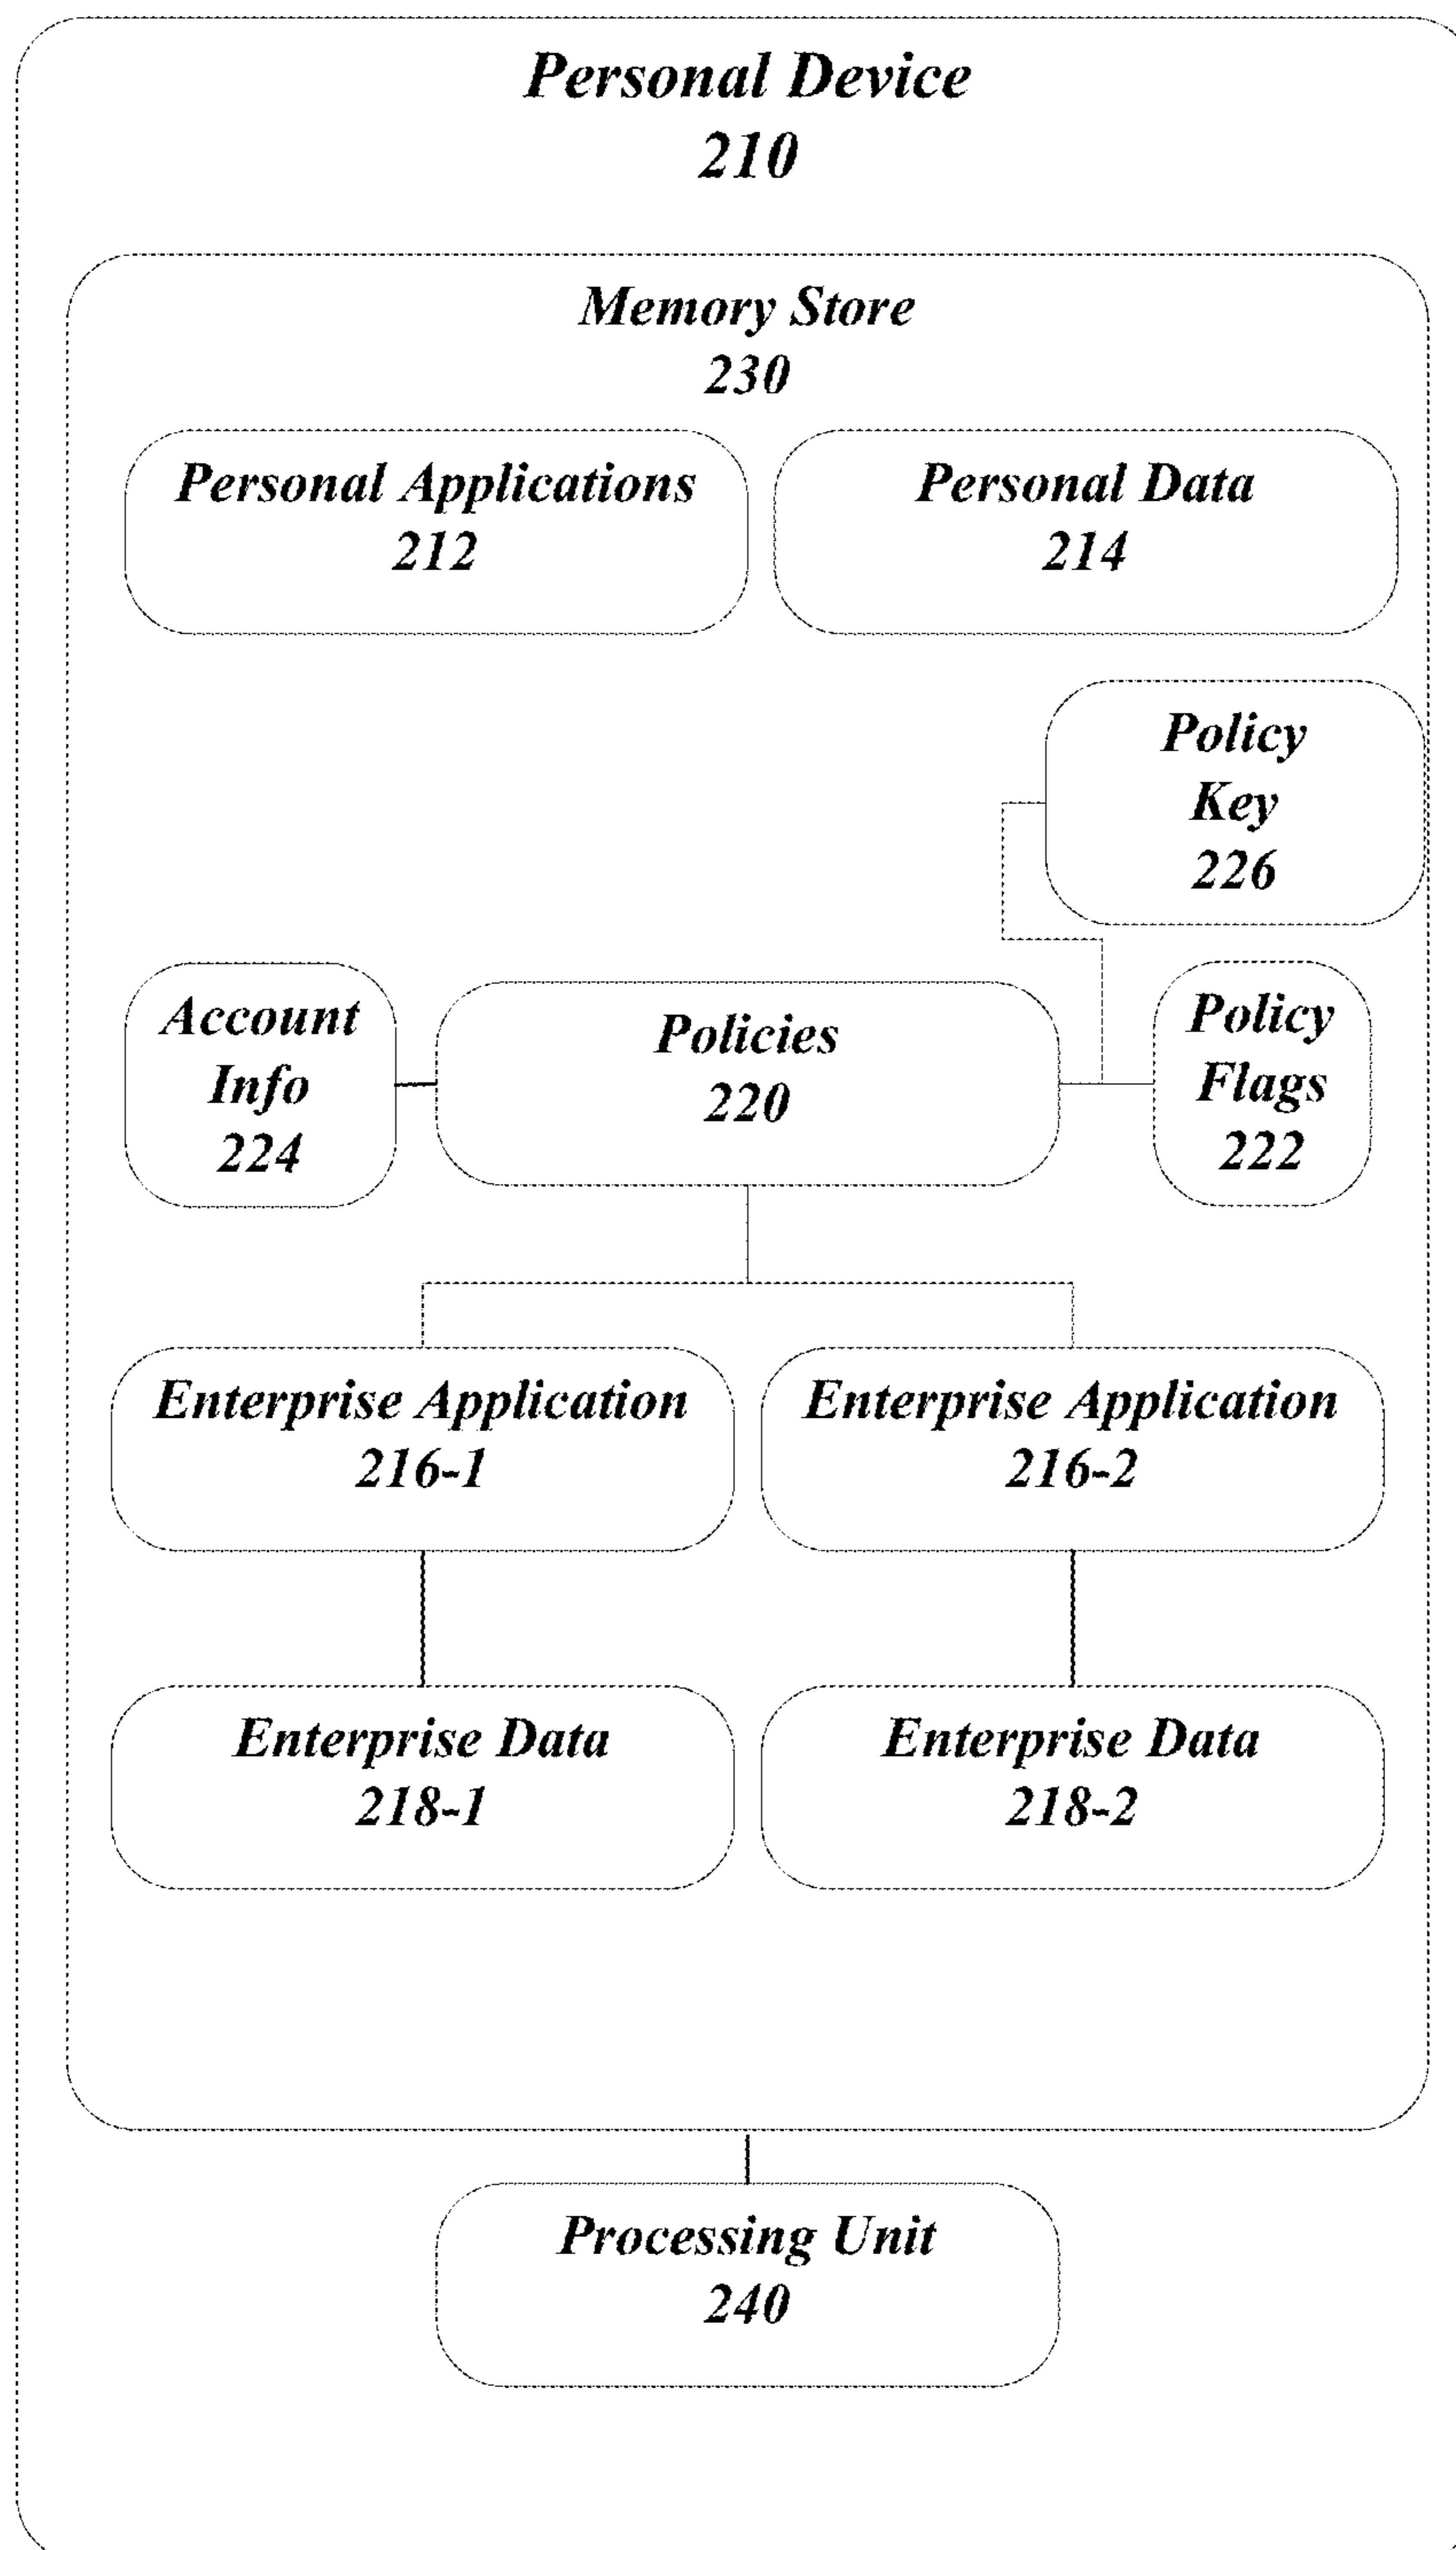 Personal Device
210
Memory Store
230
Personal Applications
212
Personal Data
214
Policy
Key
226
Account
Info
224
Policies
220
Policy
Flags
222
Enterprise Application
216-1
Enterprise Application
216-2
Enterprise Data
218-1
Enterprise Data
218-2
Processing Unit
240